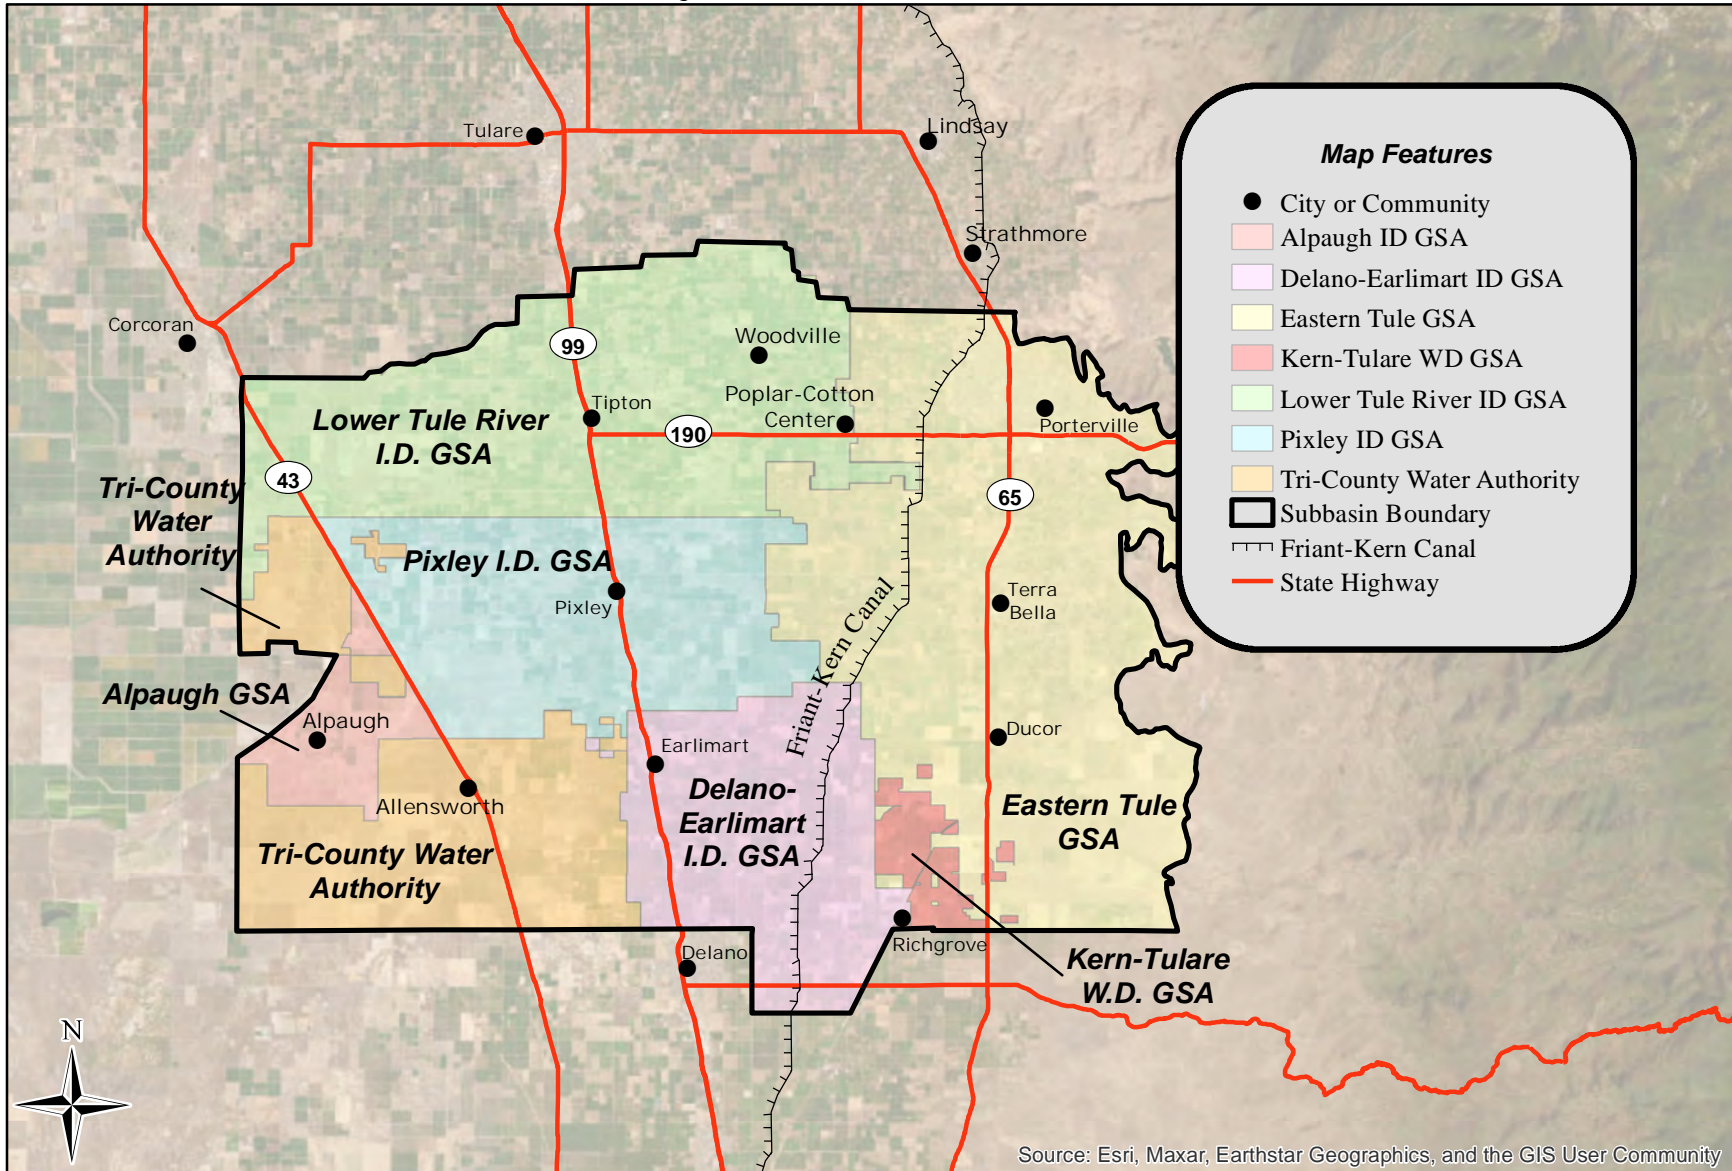 Tulare
Lindsay
Strathmore
Corcoran
99
Woodville
Poplar-Cotton
Center
Tipton
190
Porterville
Lower Tule River
I.D. GSA
43
65
Tri-County
Water
Authority
Pixley I.D. GSA
Pixley
Terra
Bella
Friant-Kern Canal
Alpaugh GSA
Alpaugh
Ducor
Earlimart
Allensworth
Delano-
Earlimart
I.D. GSA
Eastern Tule
GSA
Tri-County Water
Authority
Richgrove
Delano
Kern-Tulare
W.D. GSA
N
Map Features
City or Community
Alpaugh ID GSA
Delano-Earlimart ID GSA
Eastern Tule GSA
Kern-Tulare WD GSA
Lower Tule River ID GSA
Pixley ID GSA
Tri-County Water Authority
Subbasin Boundary
Friant-Kern Canal
State Highway
Source: Esri, Maxar, Earthstar Geographics, and the GIS User Community